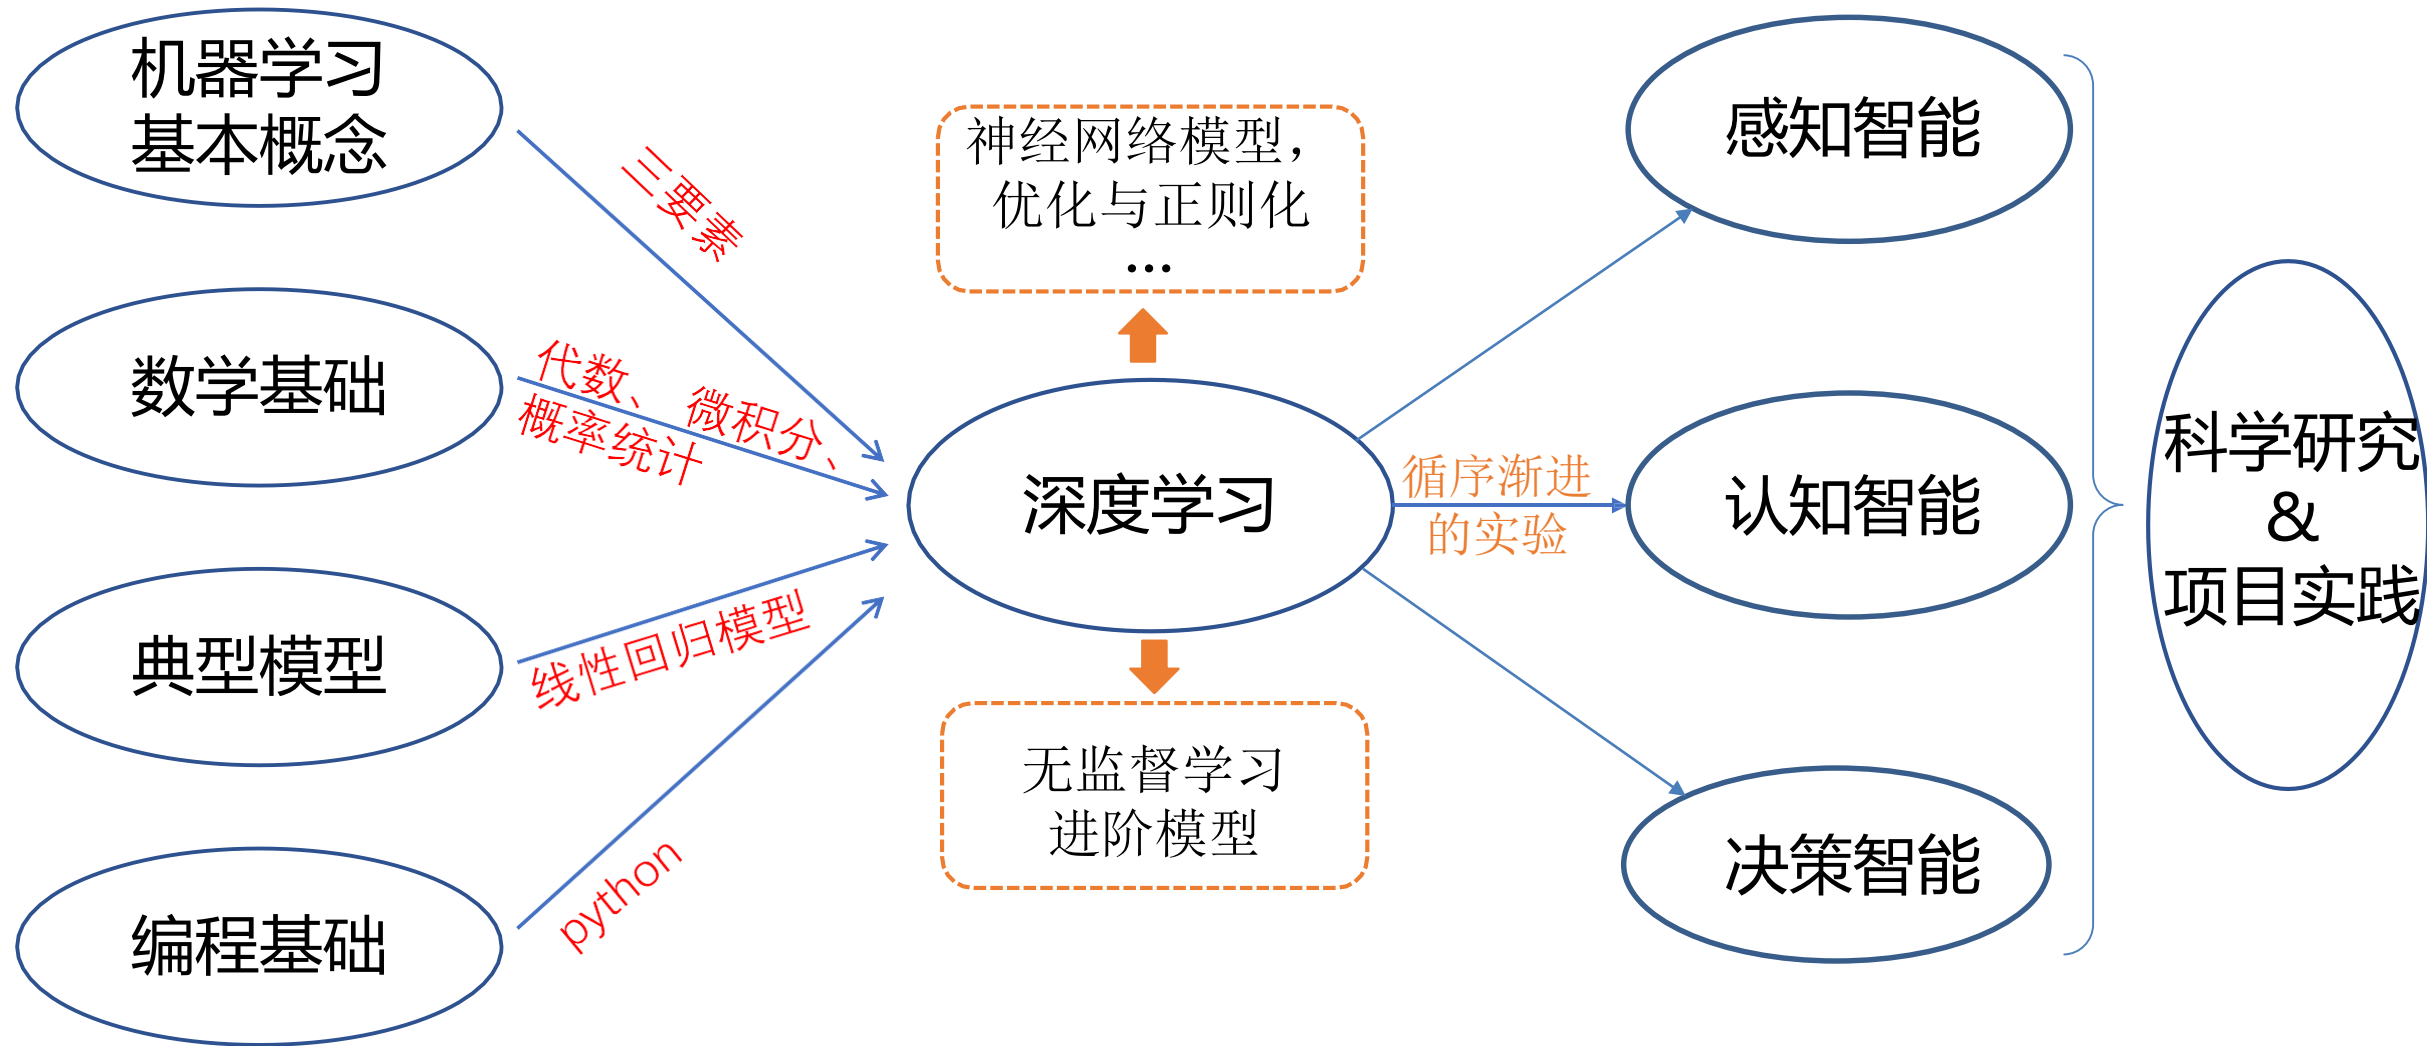 机器学习
基本概念
三要素
数学基础
代数、 微积分、
概率统计
典型模型
线性回归模型
编程基础
python
神经网络模型，
优化与正则化
...
深度学习
无监督学习
进阶模型
循序渐进
的实验
感知智能
认知智能
决策智能
科学研究
&
项目实践